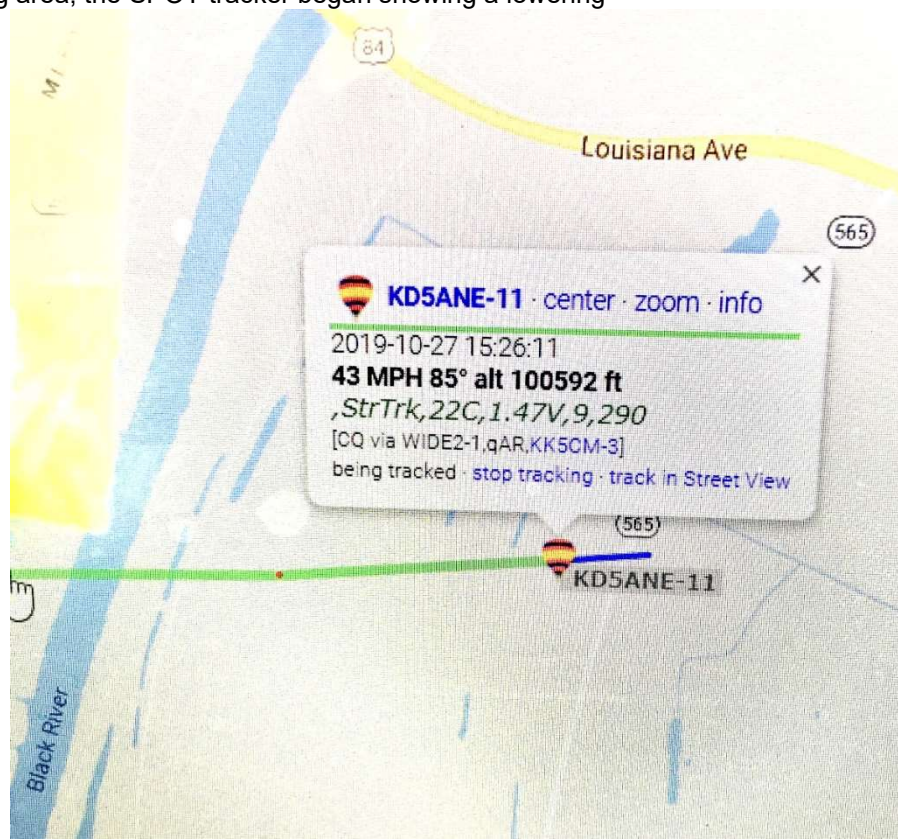 g area, the SPOT tracker began showing a lowering
84
MI
Louisiana Ave
565
KD5ANE-11 · center · zoom · info
2019-10-27 15:26:11
43 MPH 85° alt 100592 ft
,StrTrk,22C,1.47V,9,290
[CQ via WIDE2-1,qAR,KK5CM-3]
being tracked · stop tracking · track in Street View
565
KD5ANE-11
Black River